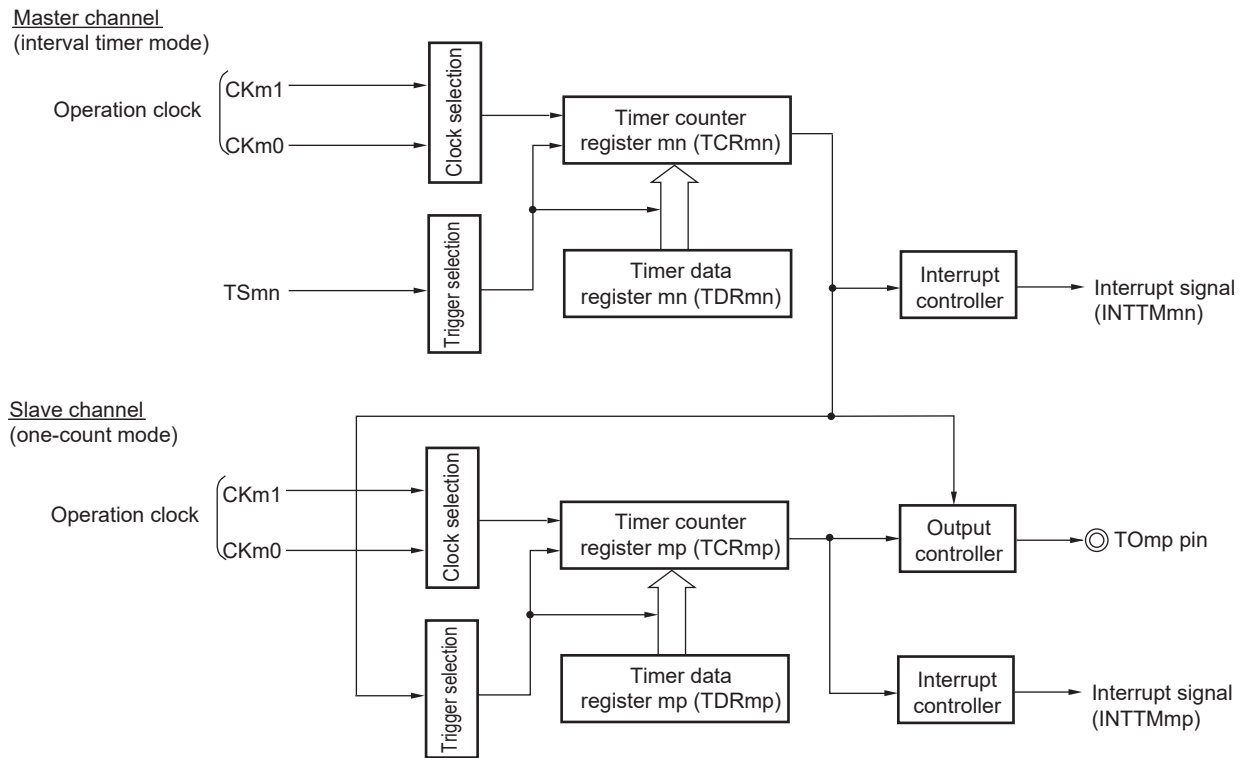 Master channel
(interval timer mode)
Operation clock
CKm1
CKm0
Clock selection
Timer counter
register mn (TCRmn)
TSmn
Trigger selection
Timer data
register mn (TDRmn)
Interrupt
controller
Interrupt signal
(INTTMmn)
Slave channel
(one-count mode)
Operation clock
CKm1
CKm0
Clock selection
Timer counter
register mp (TCRmp)
Output
controller
TOmp pin
Trigger selection
Timer data
register mp (TDRmp)
Interrupt
controller
Interrupt signal
(INTTMmp)